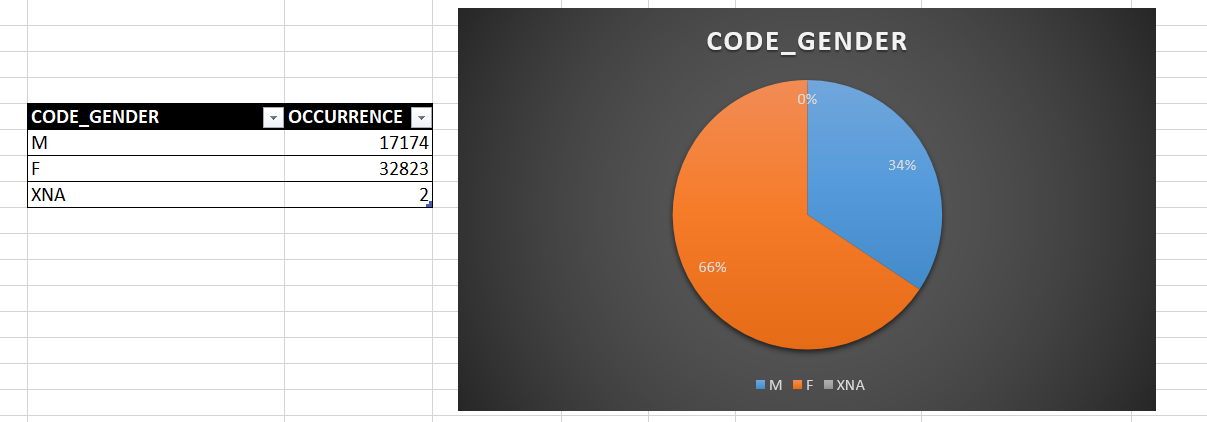 CODE_GENDER OCCURRENCE
M 17174
F 32823
XNA 2
CODE_GENDER
0%
34%
66%
M F XNA